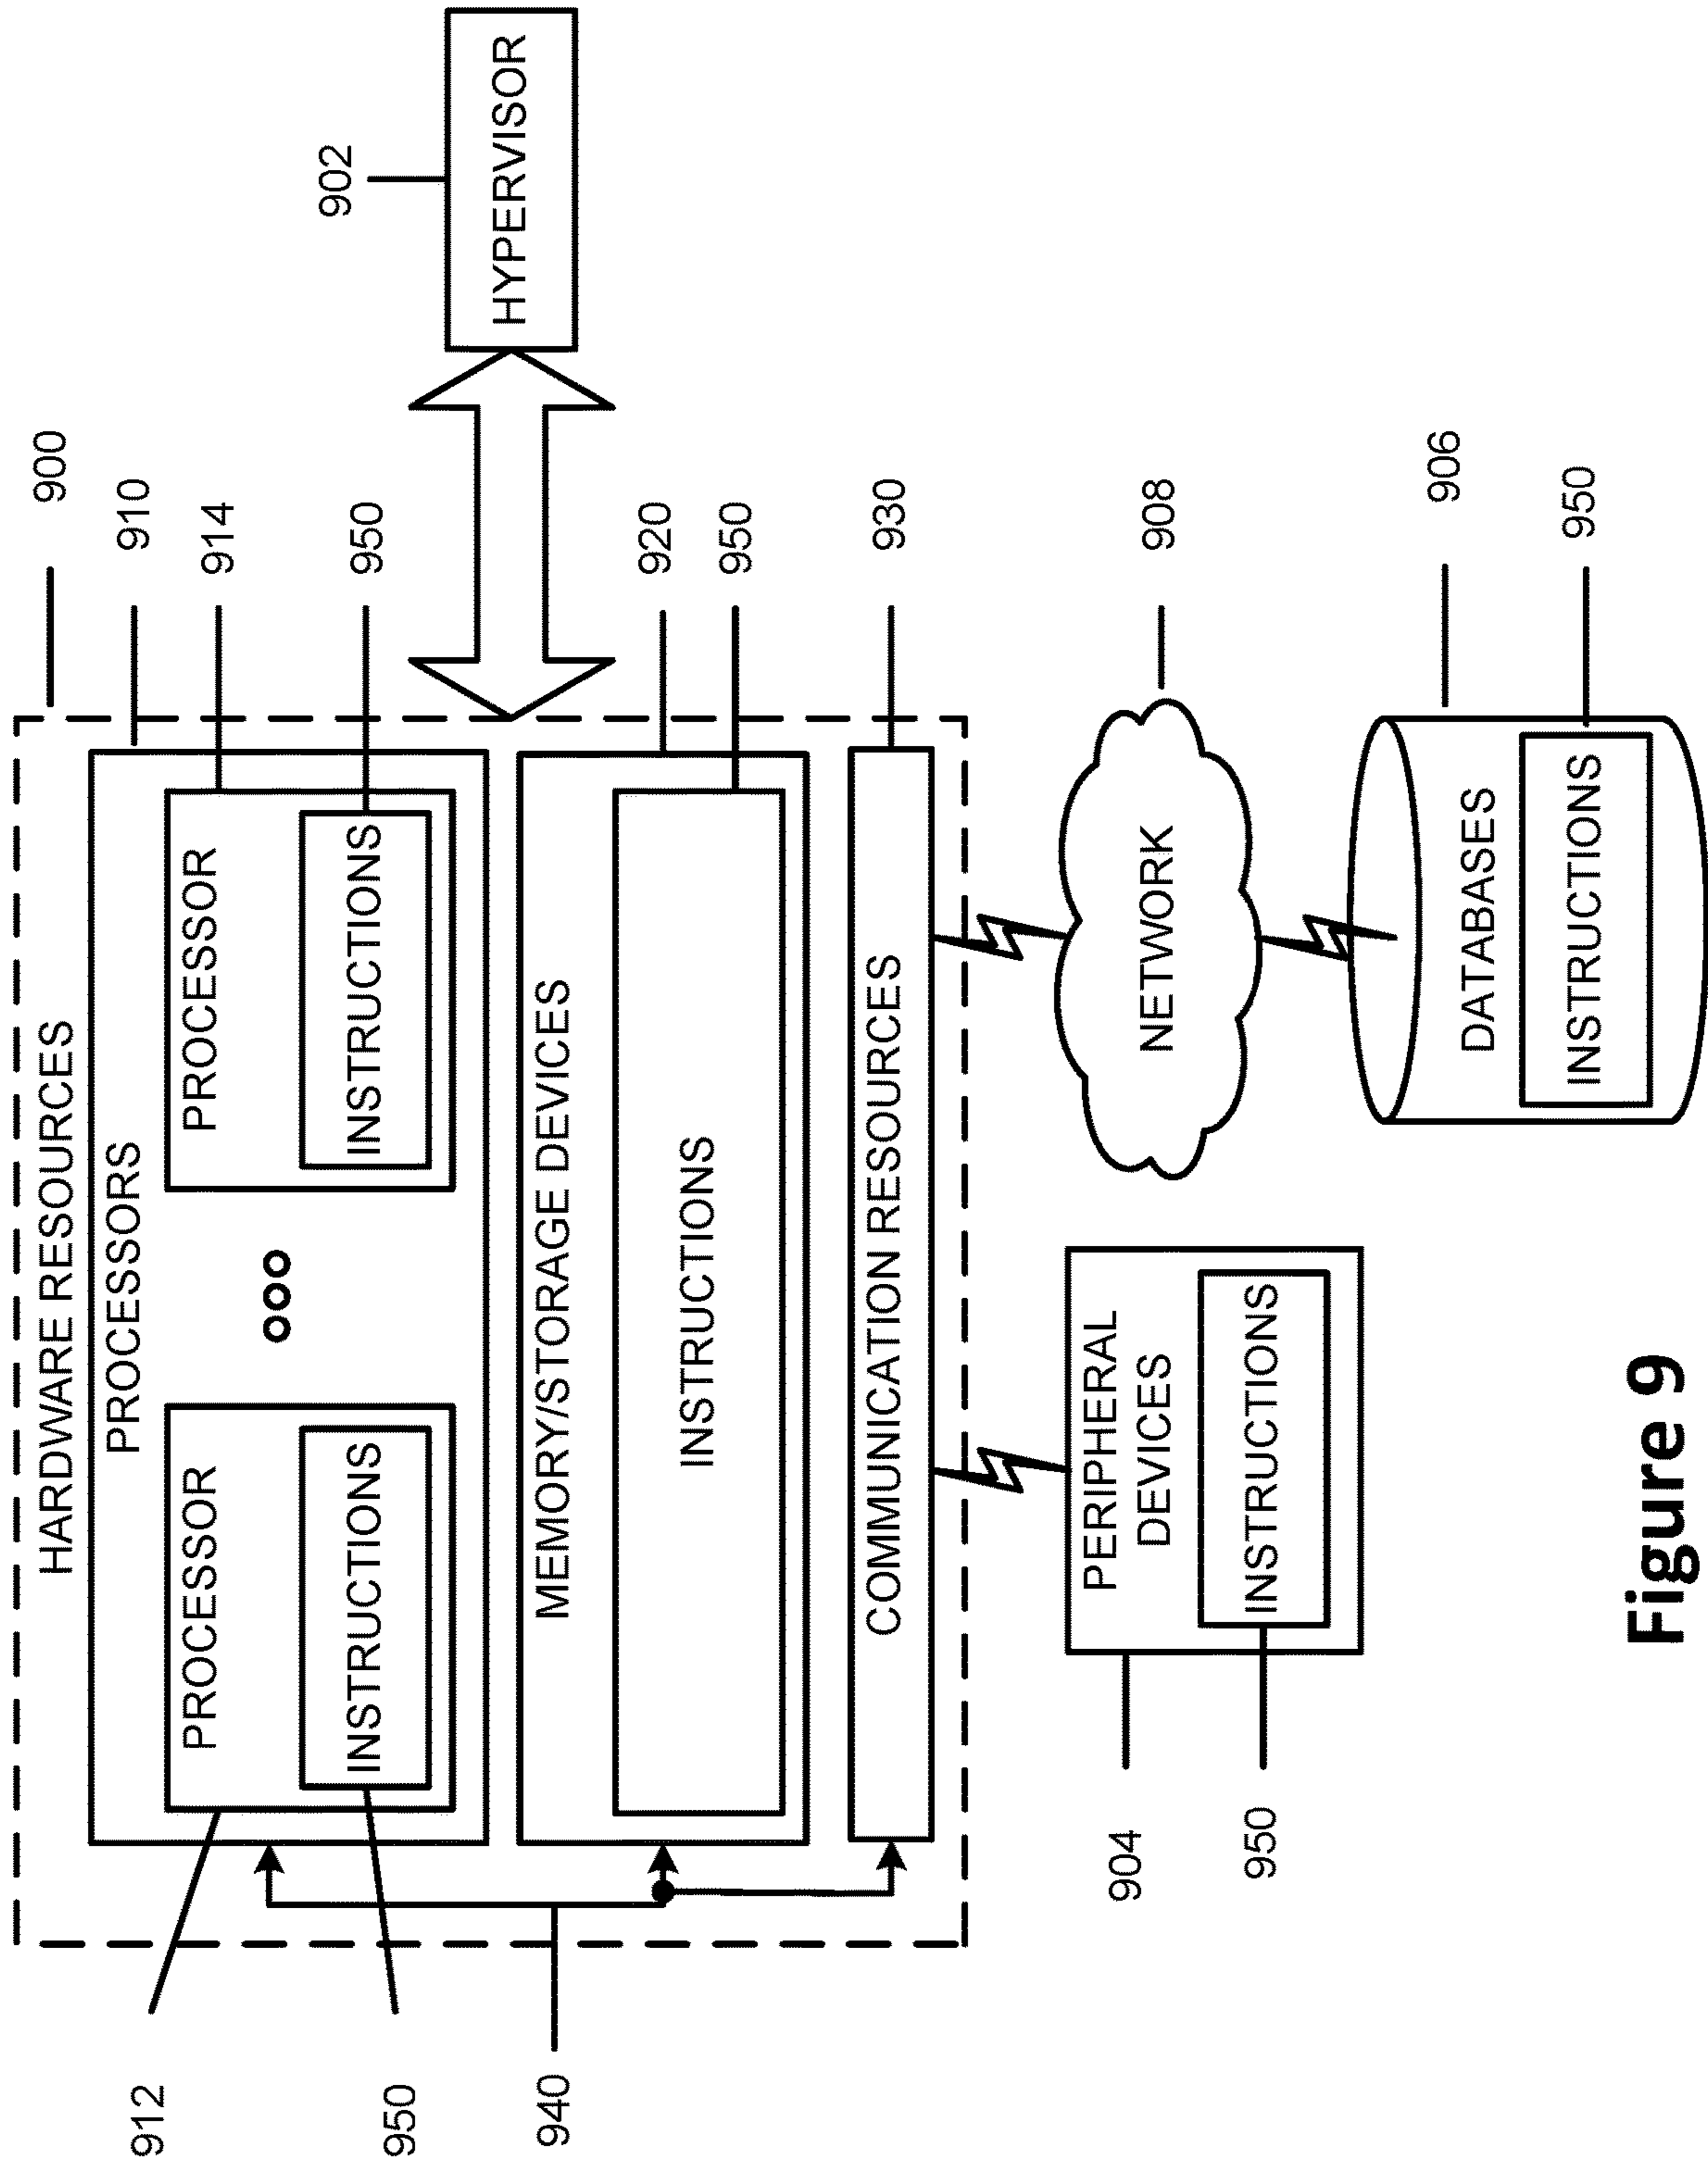 HARDWARE RESOURCES
900
PROCESSORS
910
912
PROCESSOR
INSTRUCTIONS
950
PROCESSOR
914
INSTRUCTIONS
950
902
HYPERVISOR
940
MEMORY/STORAGE DEVICES
920
INSTRUCTIONS
950
COMMUNICATION RESOURCES
930
904
PERIPHERAL
DEVICES
950
INSTRUCTIONS
NETWORK
908
906
DATABASES
INSTRUCTIONS
950
Figure 9